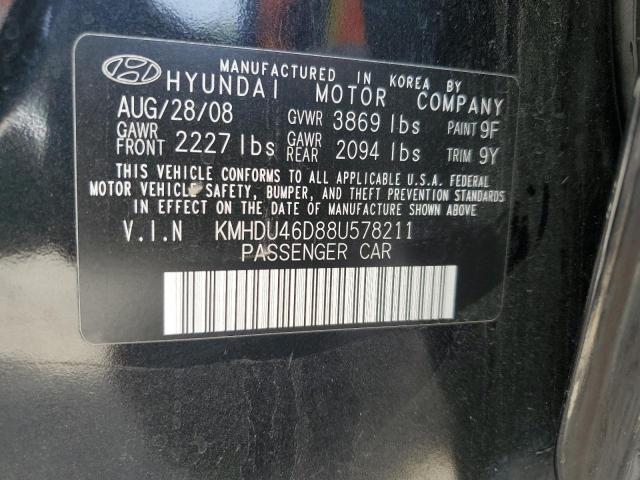 MANUFACTURED IN KOREA BY
HYUNDAI MOTOR COMPANY
AUG/28/08 GVWR 3869 lbs PAINT 9F
GAWR FRONT 2227 lbs GAWR REAR 2094 lbs TRIM 9Y
THIS VEHICLE CONFORMS TO ALL APPLICABLE U.S.A. FEDERAL
MOTOR VEHICLE SAFETY, BUMPER, AND THEFT PREVENTION STANDARDS
IN EFFECT ON THE DATE OF MANUFACTURE SHOWN ABOVE.
V.I.N KMHDU46D88U578211
PASSENGER CAR